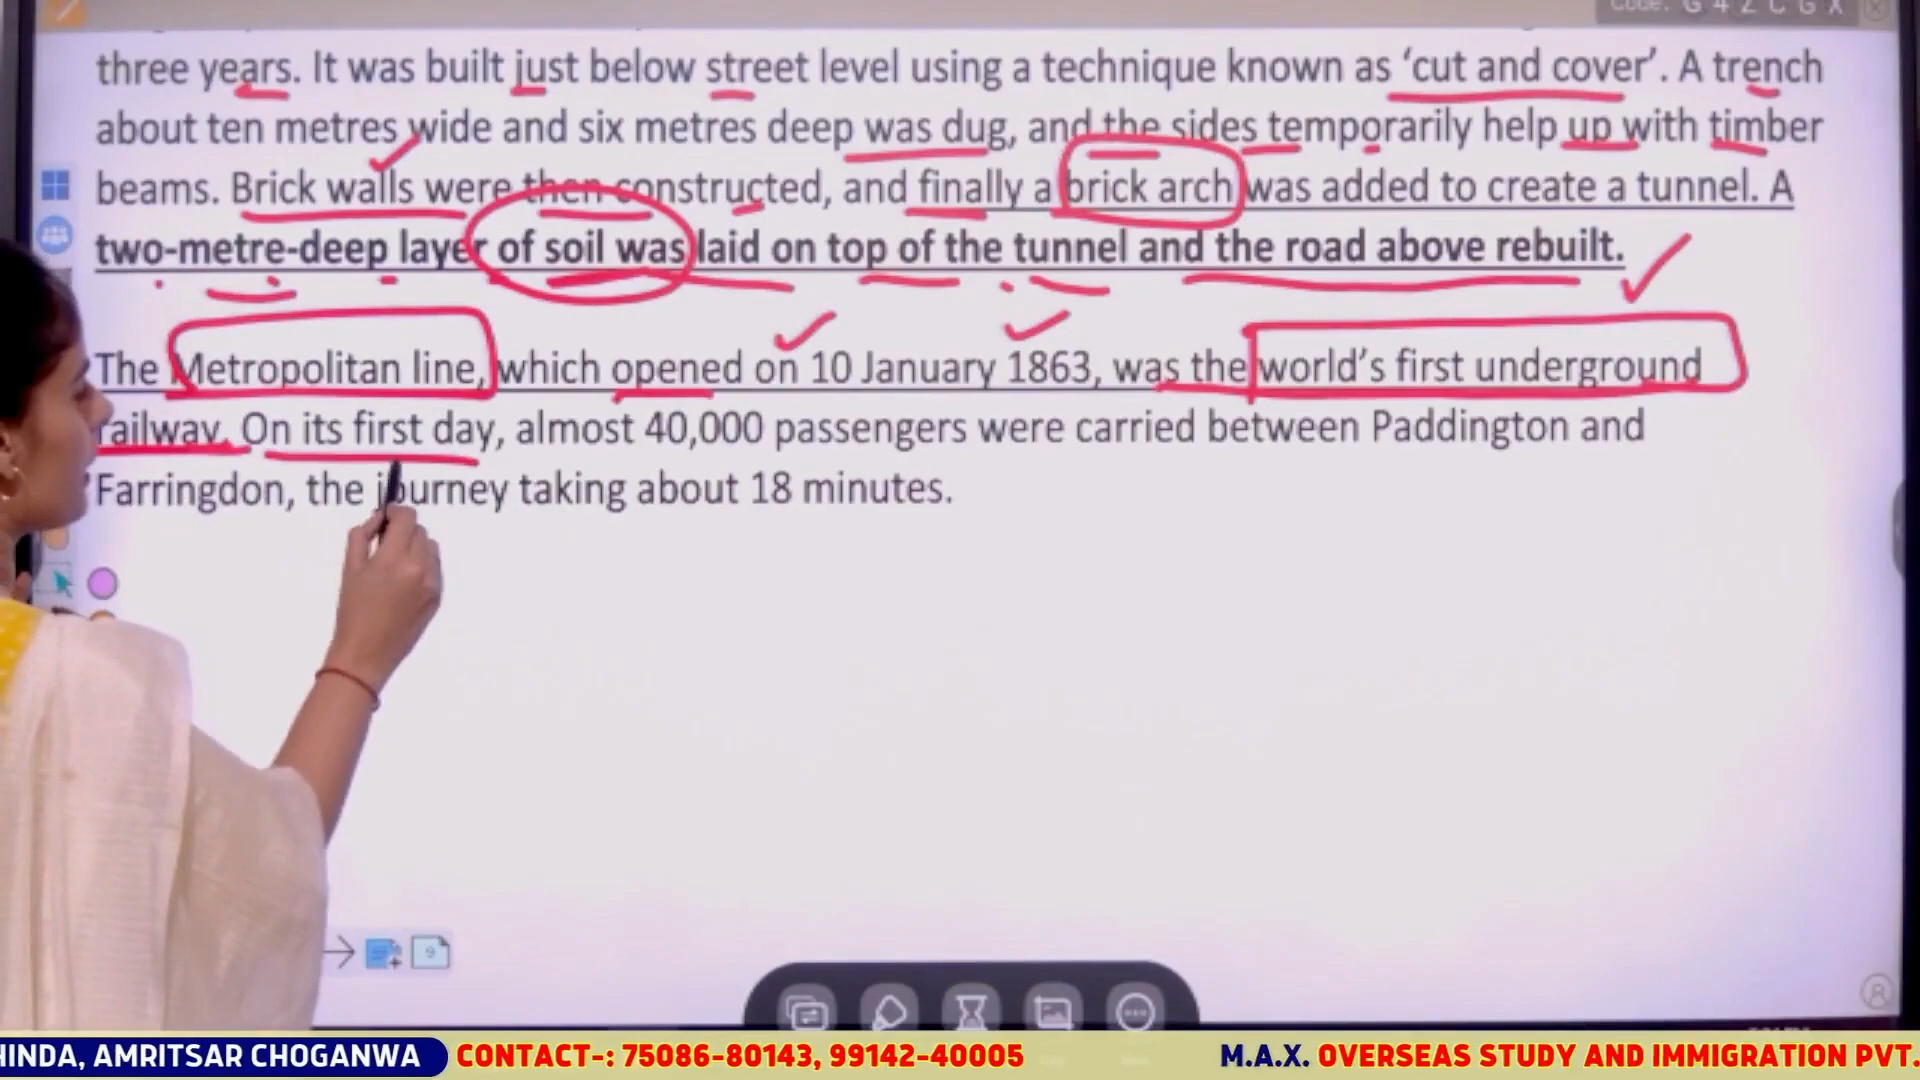 Code: G 4 Z C G X
three years. It was built just below street level using a technique known as ‘cut and cover’. A trench
about ten metres wide and six metres deep was dug, and the sides temporarily help up with timber
beams. Brick walls were then constructed, and finally a brick arch was added to create a tunnel. A
two-metre-deep layer of soil was laid on top of the tunnel and the road above rebuilt.
The Metropolitan line, which opened on 10 January 1863, was the world’s first underground
railway. On its first day, almost 40,000 passengers were carried between Paddington and
Farringdon, the journey taking about 18 minutes.
9
HINDA, AMRITSAR CHOGANWA CONTACT-: 75086-80143, 99142-40005 M.A.X. OVERSEAS STUDY AND IMMIGRATION PVT.